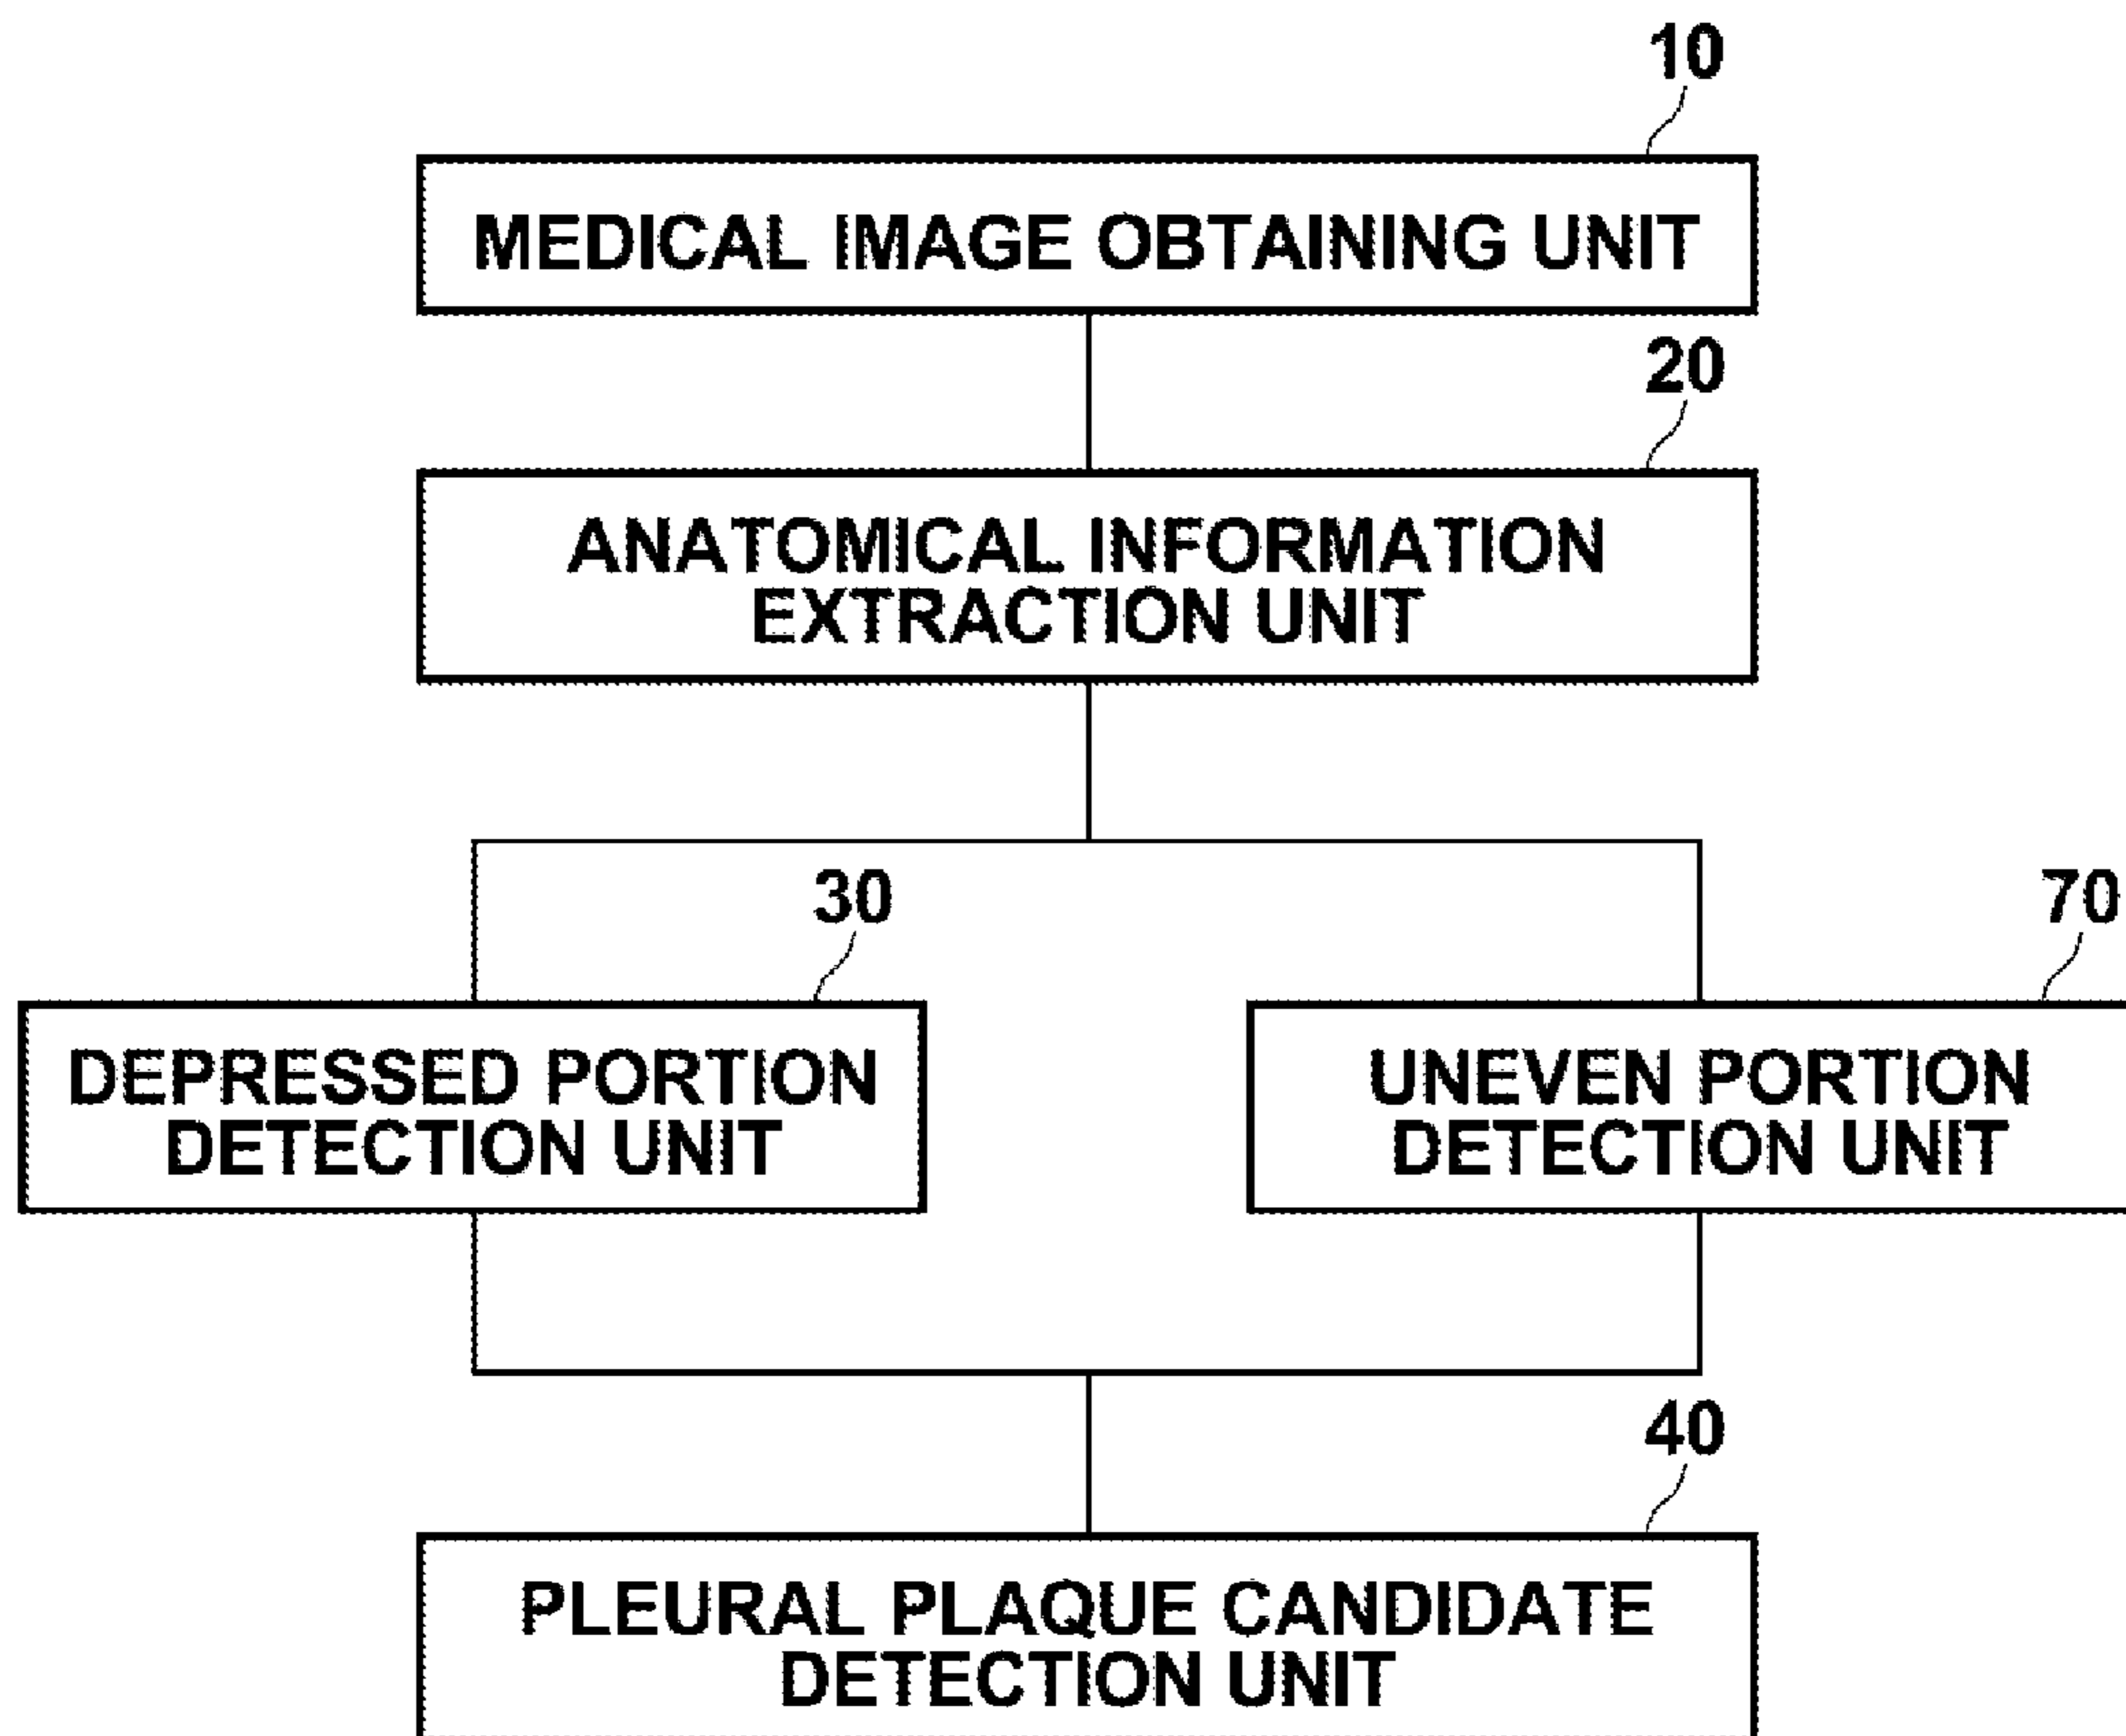 10
MEDICAL IMAGE OBTAINING UNIT
20
ANATOMICAL INFORMATION
EXTRACTION UNIT
30
DEPRESSED PORTION
DETECTION UNIT
70
UNEVEN PORTION
DETECTION UNIT
40
PLEURAL PLAQUE CANDIDATE
DETECTION UNIT